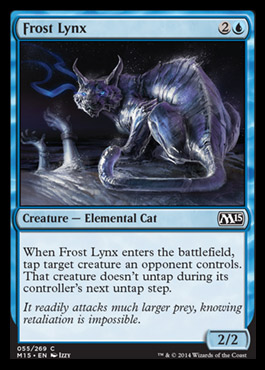 Frost Lynx 2
Creature — Elemental Cat M15
When Frost Lynx enters the battlefield,
tap target creature an opponent controls.
That creature doesn't untap during its
controller's next untap step.
It readily attacks much larger prey, knowing
retaliation is impossible.
2/2
055/269 C
M15 • EN Izzy ™ & © 2014 Wizards of the Coast